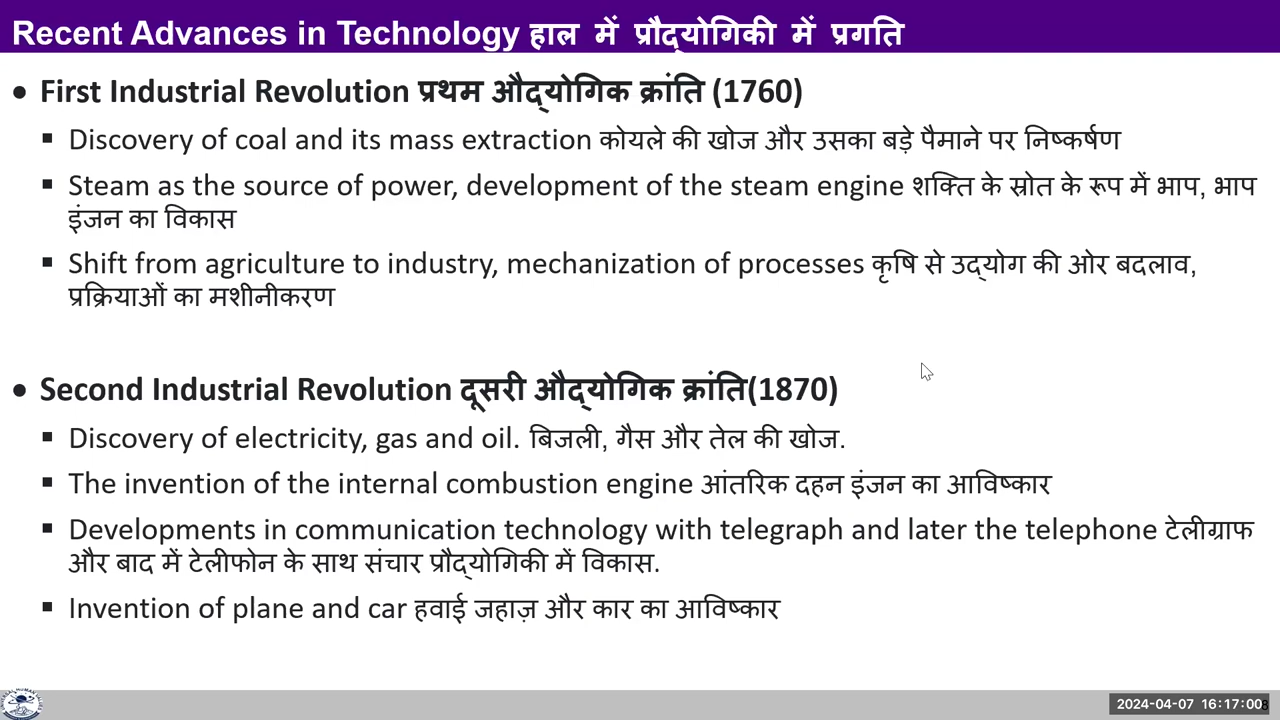 Recent Advances in Technology हाल में प्रौद्योगिकी में प्रगति
• First Industrial Revolution प्रथम औद्योगिक क्रांति (1760)
▪ Discovery of coal and its mass extraction कोयले की खोज और उसका बड़े पैमाने पर निष्कर्षण
▪ Steam as the source of power, development of the steam engine शक्ति के स्रोत के रूप में भाप, भाप
इंजन का विकास
▪ Shift from agriculture to industry, mechanization of processes कृषि से उद्योग की ओर बदलाव,
प्रक्रियाओं का मशीनीकरण
• Second Industrial Revolution दूसरी औद्योगिक क्रांति(1870)
▪ Discovery of electricity, gas and oil. बिजली, गैस और तेल की खोज.
▪ The invention of the internal combustion engine आंतरिक दहन इंजन का आविष्कार
▪ Developments in communication technology with telegraph and later the telephone टेलीग्राफ
और बाद में टेलीफोन के साथ संचार प्रौद्योगिकी में विकास.
▪ Invention of plane and car हवाई जहाज़ और कार का आविष्कार
2024-04-07 16:17:00